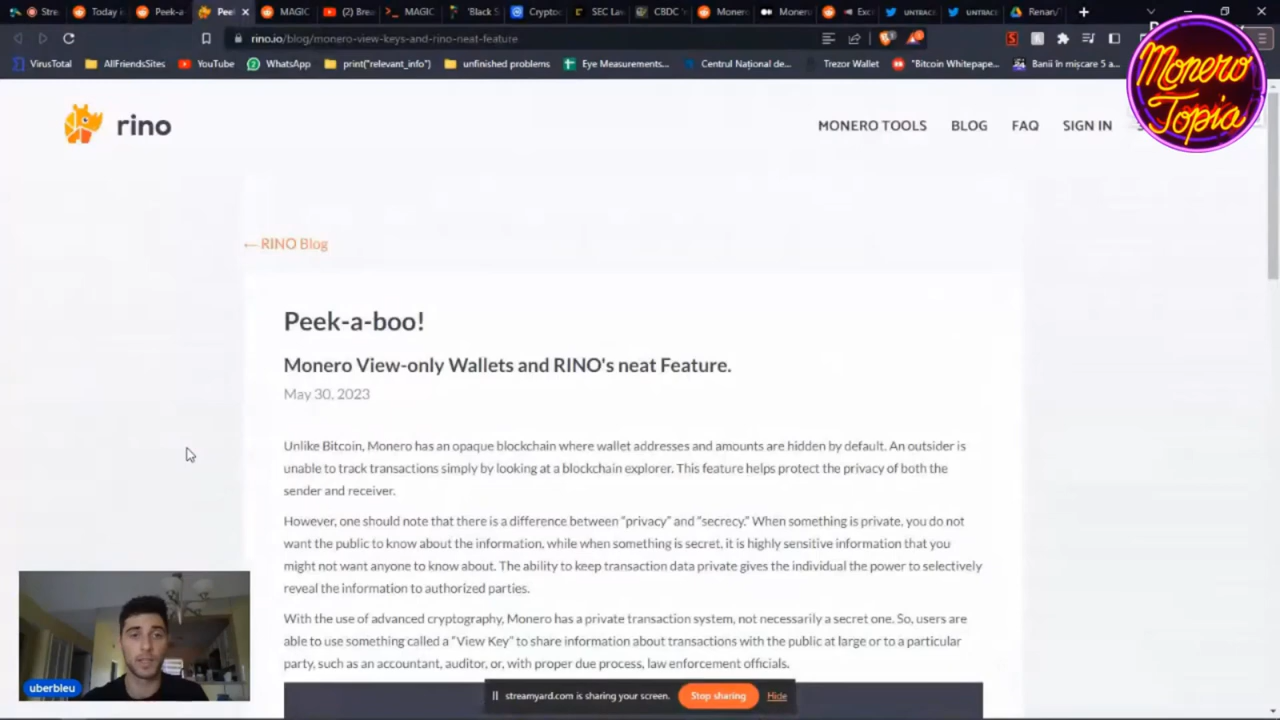 Stre
Today is
Peek-a
Peel
MAGIC
(2) Brea
MAGIC
'Black S
Crypto
SEC Law
CBDC
Monero
Monero
Exc
UNTRACE
UNTRACE
Renan/
rino.io/blog/monero-view-keys-and-rino-neat-feature
VirusTotal
AllFriendsSites
YouTube
WhatsApp
print("relevant_info")
unfinished problems
Eye Measurements...
Centrul Național de...
Trezor Wallet
"Bitcoin Whitepape...
Banii în mișcare 5 a...
Monero
Topia
rino
MONERO TOOLS
BLOG
FAQ
SIGN IN
← RINO Blog
Peek-a-boo!
Monero View-only Wallets and RINO's neat Feature.
May 30, 2023
Unlike Bitcoin, Monero has an opaque blockchain where wallet addresses and amounts are hidden by default. An outsider is
unable to track transactions simply by looking at a blockchain explorer. This feature helps protect the privacy of both the
sender and receiver.
However, one should note that there is a difference between "privacy" and "secrecy." When something is private, you do not
want the public to know about the information, while when something is secret, it is highly sensitive information that you
might not want anyone to know about. The ability to keep transaction data private gives the individual the power to selectively
reveal the information to authorized parties.
With the use of advanced cryptography, Monero has a private transaction system, not necessarily a secret one. So, users are
able to use something called a "View Key" to share information about transactions with the public at large or to a particular
party, such as an accountant, auditor, or, with proper due process, law enforcement officials.
uberbleu
streamyard.com is sharing your screen.
Stop sharing
Hide